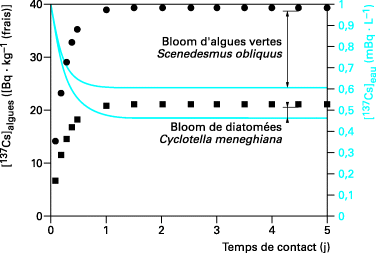 [¹³⁷Cs]algues ([Bq · kg⁻¹ (frais)]
40
30
20
10
0
Bloom d'algues vertes
Scenedesmus obliquus
Bloom de diatomées
Cyclotella meneghiana
1
0,9
0,8
0,7
0,6
0,5
0,4
0,3
0,2
0,1
0
[¹³⁷Cs]eau (mBq · L⁻¹)
0 1 2 3 4 5
Temps de contact (j)